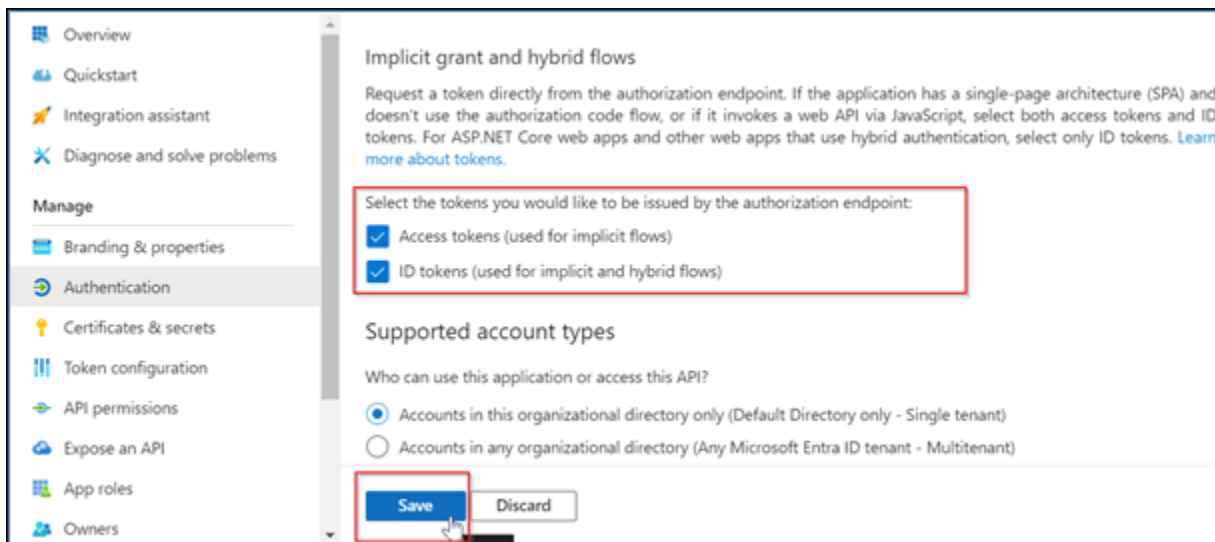 Overview
Quickstart
Integration assistant
Diagnose and solve problems
Manage
Branding & properties
Authentication
Certificates & secrets
Token configuration
API permissions
Expose an API
App roles
Owners
Implicit grant and hybrid flows
Request a token directly from the authorization endpoint. If the application has a single-page architecture (SPA) and
doesn't use the authorization code flow, or if it invokes a web API via JavaScript, select both access tokens and ID
tokens. For ASP.NET Core web apps and other web apps that use hybrid authentication, select only ID tokens. Learn
more about tokens.
Select the tokens you would like to be issued by the authorization endpoint:
Access tokens (used for implicit flows)
ID tokens (used for implicit and hybrid flows)
Supported account types
Who can use this application or access this API?
Accounts in this organizational directory only (Default Directory only - Single tenant)
Accounts in any organizational directory (Any Microsoft Entra ID tenant - Multitenant)
Save Discard